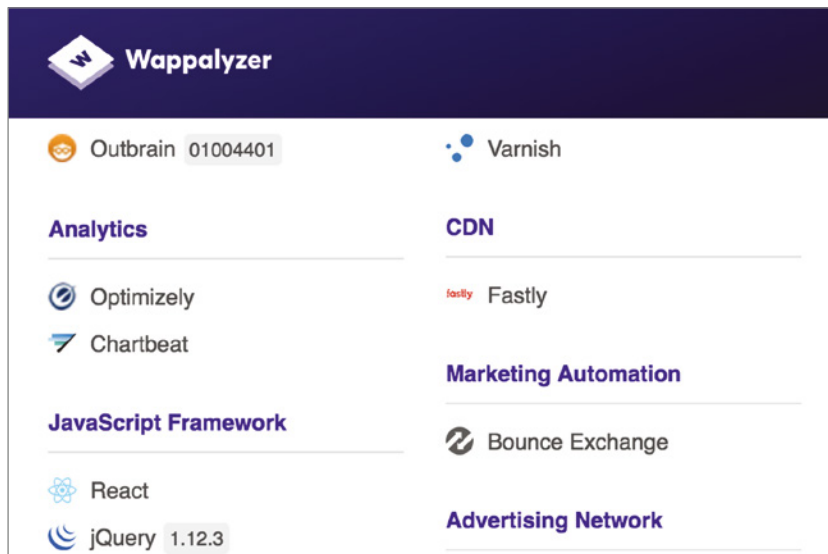 W
Wappalyzer
Outbrain 01004401
Analytics
Optimizely
Chartbeat
JavaScript Framework
React
jQuery 1.12.3
Varnish
CDN
fastly Fastly
Marketing Automation
Bounce Exchange
Advertising Network